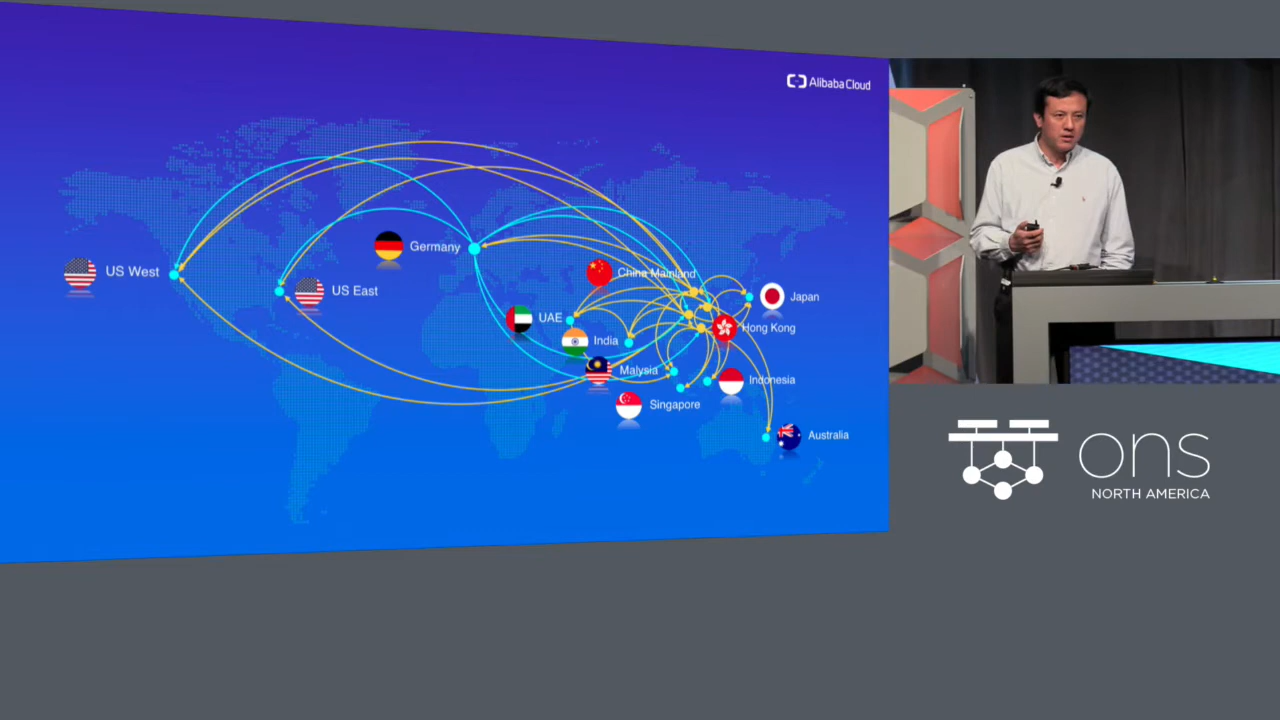 Alibaba Cloud
US West
US East
Germany
China Mainland
UAE
India
Malysia
Singapore
Japan
Hong Kong
Indonesia
Australia
ons
NORTH AMERICA